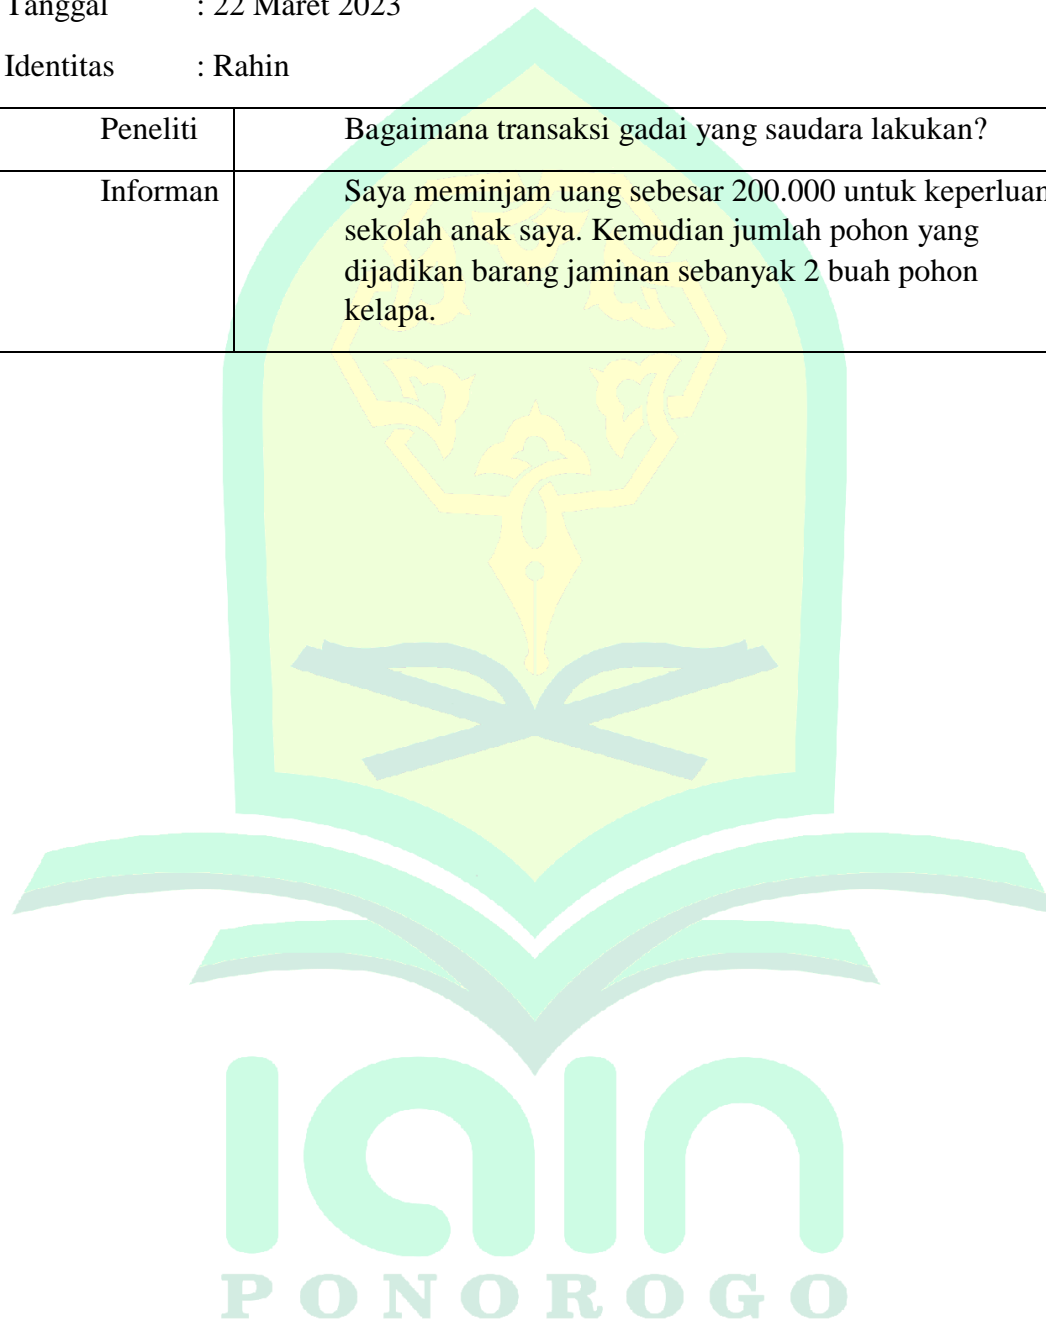 Tanggal : 22 Maret 2023
Identitas : Rahin
Peneliti Bagaimana transaksi gadai yang saudara lakukan?
Informan Saya meminjam uang sebesar 200.000 untuk keperluan
sekolah anak saya. Kemudian jumlah pohon yang
dijadikan barang jaminan sebanyak 2 buah pohon
kelapa.
iain
PONOROGO